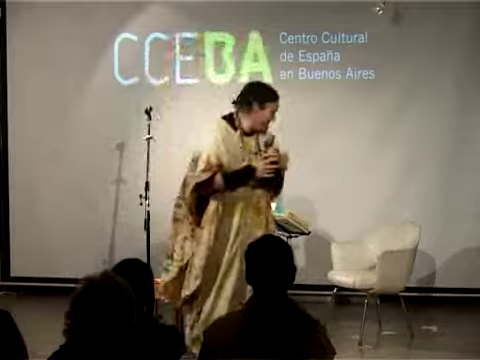 CCEBA
Centro Cultural
de España
en Buenos Aires